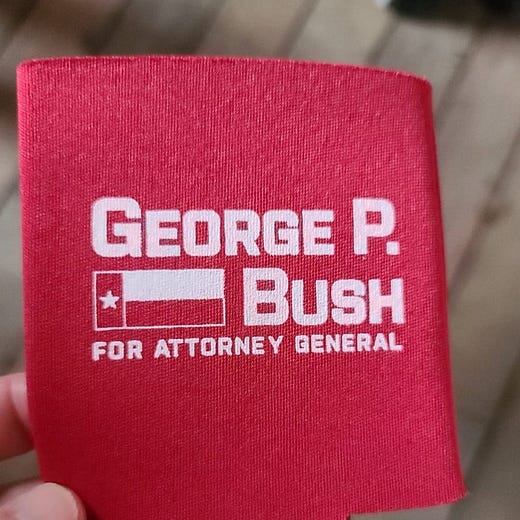 GEORGE P.
BUSH
FOR ATTORNEY GENERAL